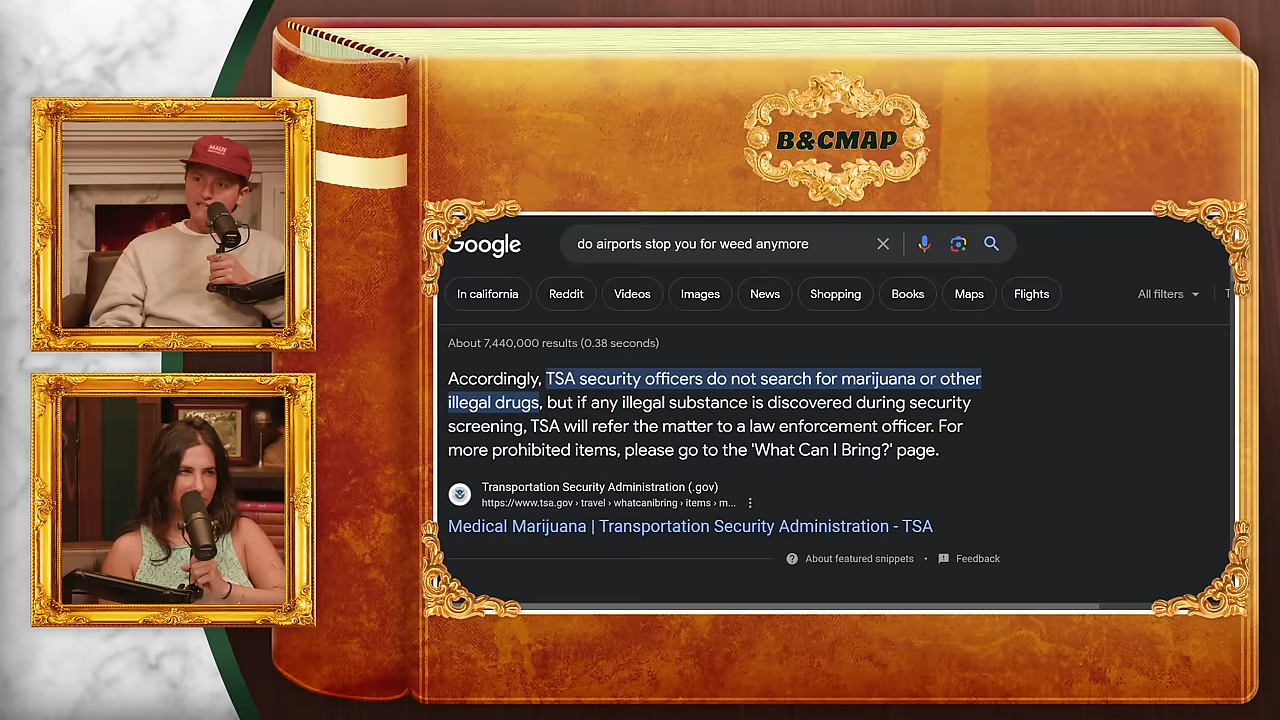 MAUI
B&CMAP
Google
do airports stop you for weed anymore
In california
Reddit
Videos
Images
News
Shopping
Books
Maps
Flights
All filters
T
About 7,440,000 results (0.38 seconds)
Accordingly, TSA security officers do not search for marijuana or other
illegal drugs, but if any illegal substance is discovered during security
screening, TSA will refer the matter to a law enforcement officer. For
more prohibited items, please go to the 'What Can I Bring?' page.
Transportation Security Administration (.gov)
https://www.tsa.gov › travel › whatcanibring › items › m...
Medical Marijuana | Transportation Security Administration - TSA
About featured snippets • Feedback